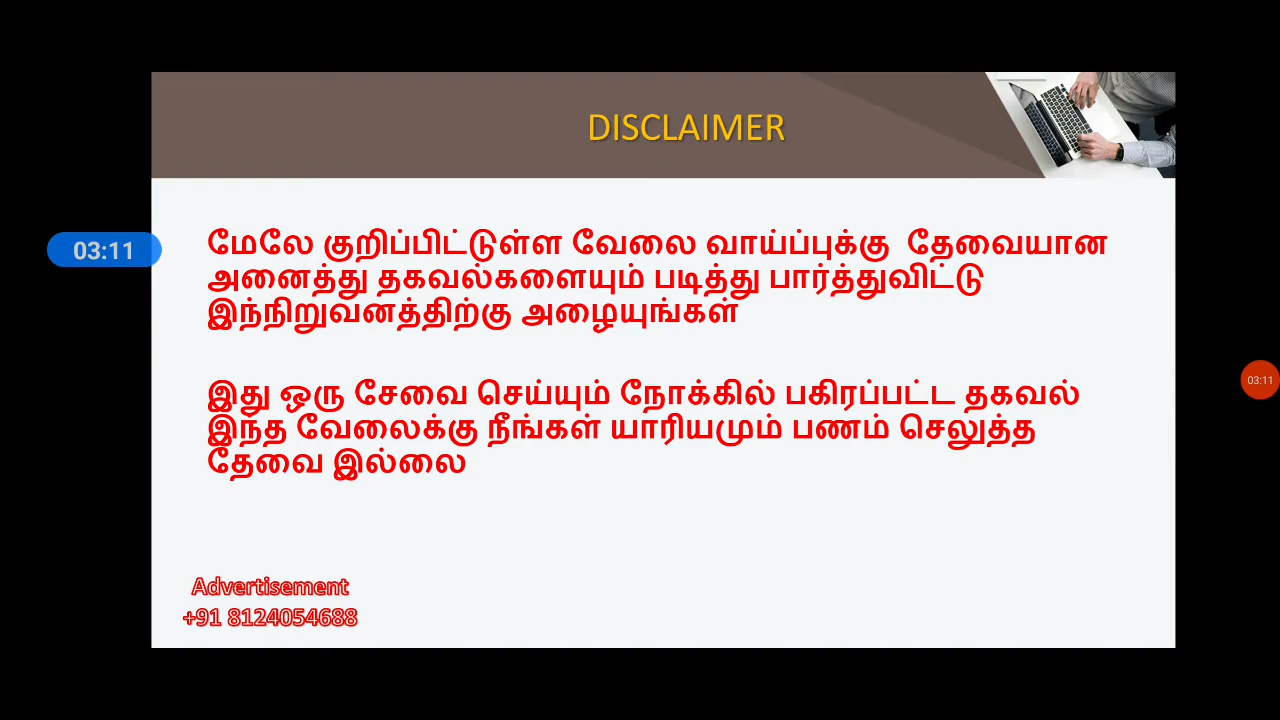 DISCLAIMER
மேலே குறிப்பிட்டுள்ள வேலை வாய்ப்புக்கு தேவையான
அனைத்து தகவல்களையும் படித்து பார்த்துவிட்டு
இந்நிறுவனத்திற்கு அழையுங்கள்
03:11
03:11
இது ஒரு சேவை செய்யும் நோக்கில் பகிரப்பட்ட தகவல்
இந்த வேலைக்கு நீங்கள் யாரியமும் பணம் செலுத்த
தேவை இல்லை
Advertisement
+91 8124054688